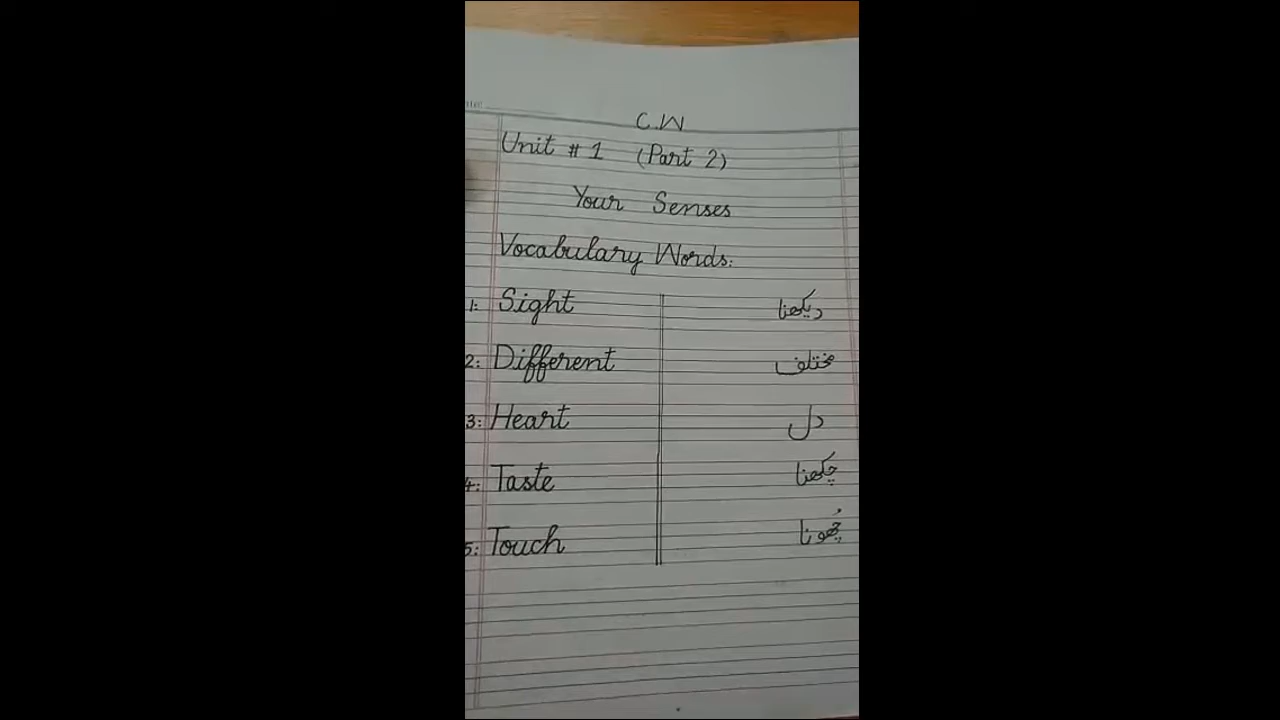 C.W
Unit # 1 (Part 2)
Your Senses
Vocabulary Words:
1: Sight دیکھنا
2: Different مختلف
3: Heart دل
4: Taste چکھنا
5: Touch چُھونا